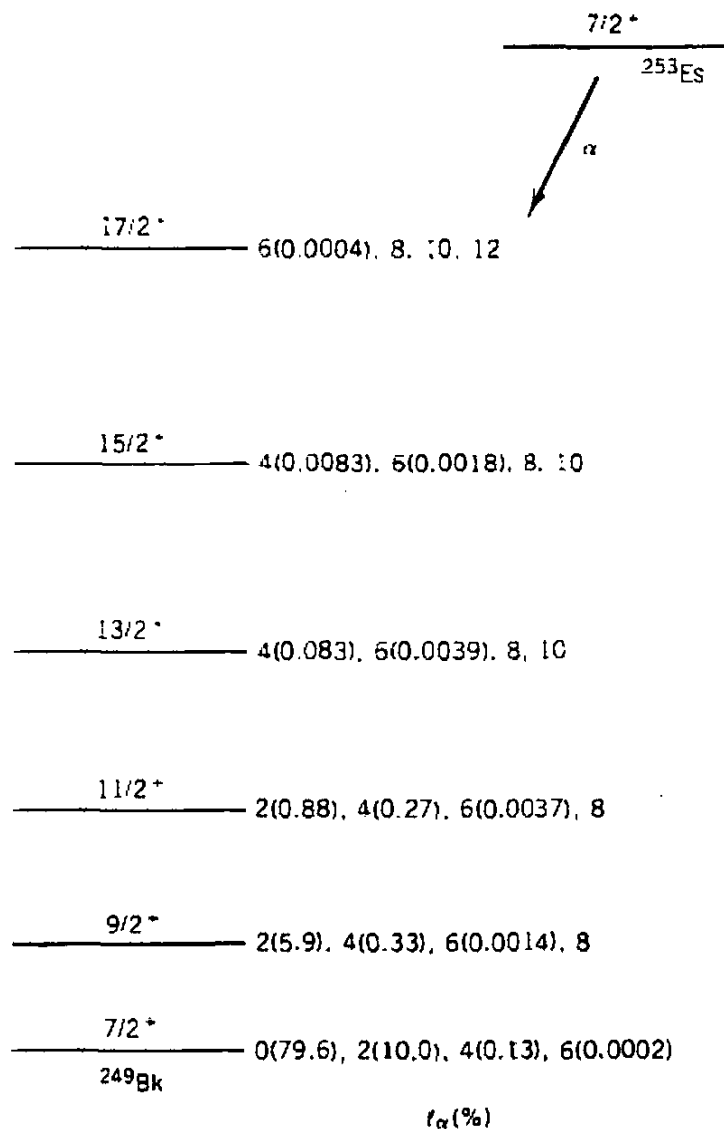 7/2 +
253Es
α
17/2 +
6(0.0004), 8, 10, 12
15/2 +
4(0.0083), 6(0.0018), 8, 10
13/2 +
4(0.083), 6(0.0039), 8, 10
11/2 +
2(0.88), 4(0.27), 6(0.0037), 8
9/2 +
2(5.9), 4(0.33), 6(0.0014), 8
7/2 +
0(79.6), 2(10.0), 4(0.13), 6(0.0002)
249Bk
ℓα(%)